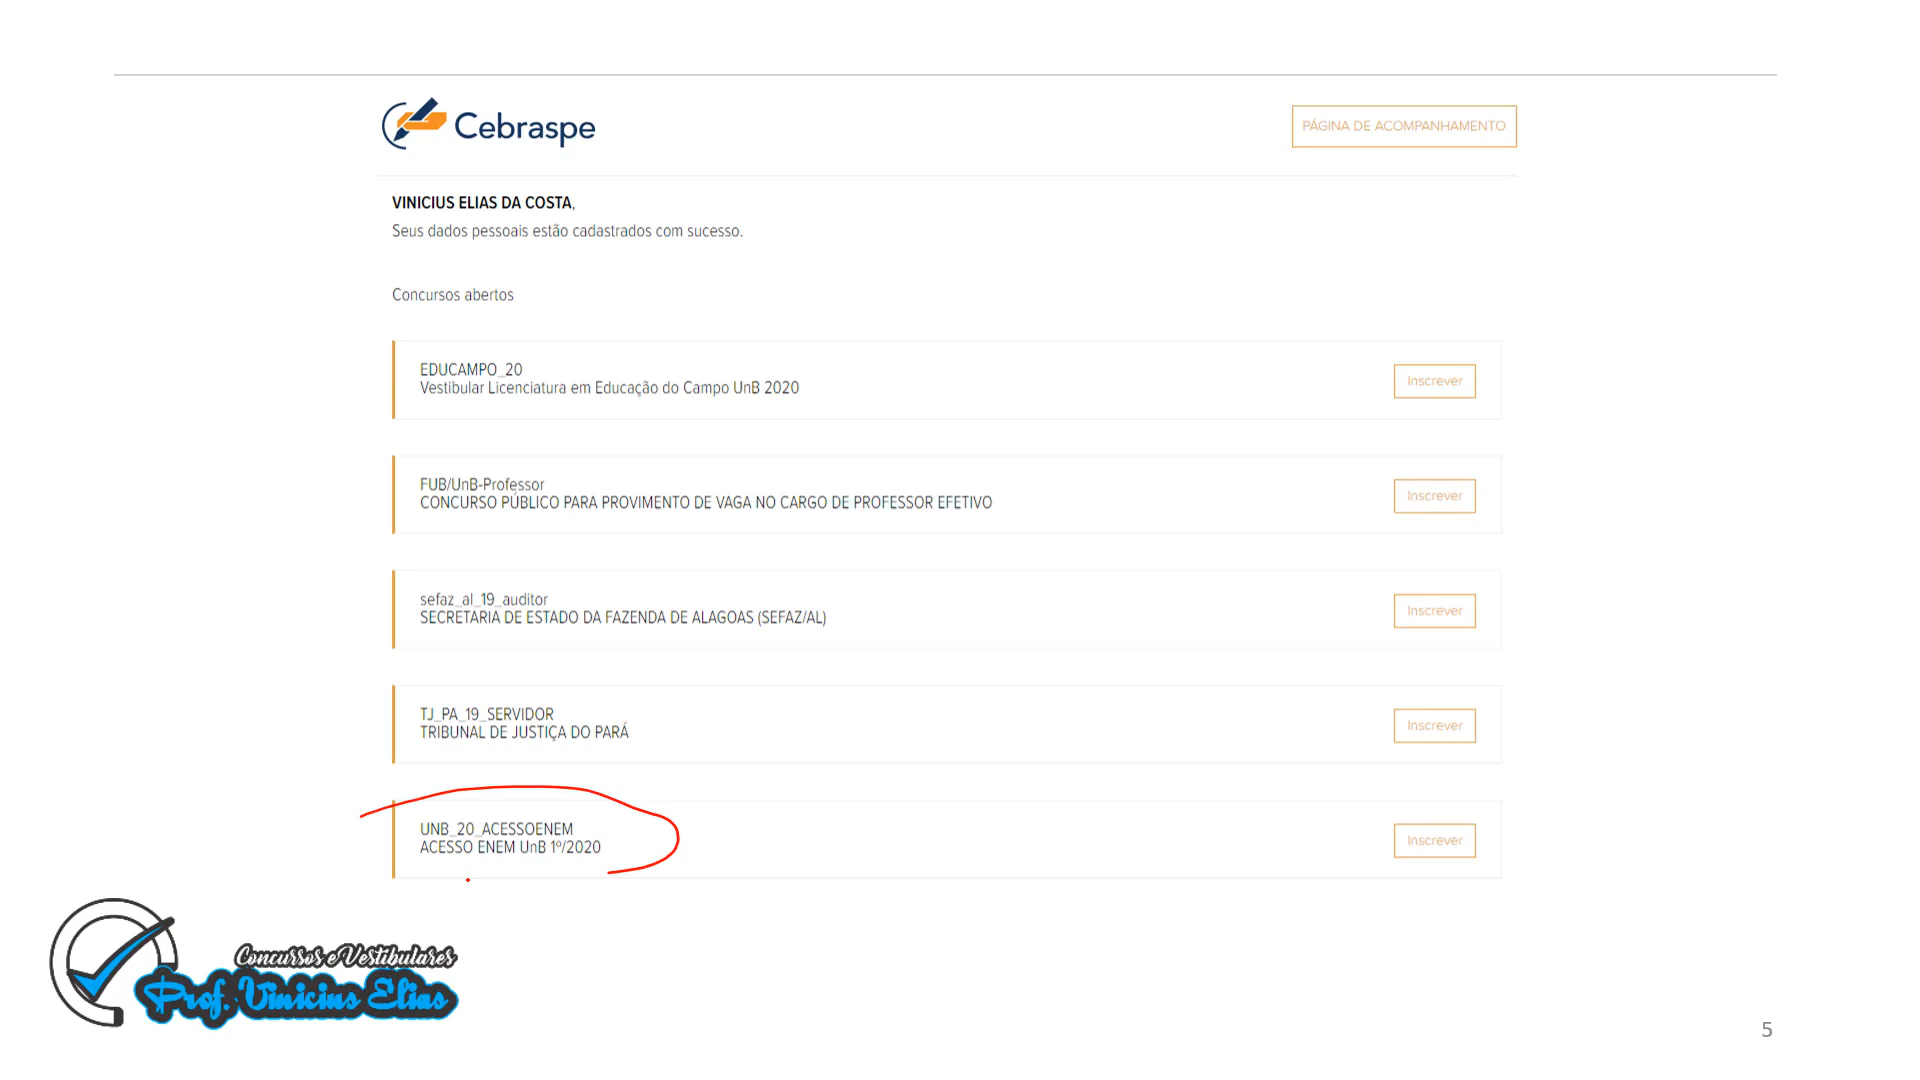 Cebraspe
PÁGINA DE ACOMPANHAMENTO
VINICIUS ELIAS DA COSTA,
Seus dados pessoais estão cadastrados com sucesso.
Concursos abertos
EDUCAMPO_20
Vestibular Licenciatura em Educação do Campo UnB 2020
Inscrever
FUB/UnB-Professor
CONCURSO PÚBLICO PARA PROVIMENTO DE VAGA NO CARGO DE PROFESSOR EFETIVO
Inscrever
sefaz_al_19_auditor
SECRETARIA DE ESTADO DA FAZENDA DE ALAGOAS (SEFAZ/AL)
Inscrever
TJ_PA_19_SERVIDOR
TRIBUNAL DE JUSTIÇA DO PARÁ
Inscrever
UNB_20_ACESSOENEM
ACESSO ENEM UnB 1º/2020
Inscrever
Concursos e Vestibulares
Prof. Vinicius Elias
5